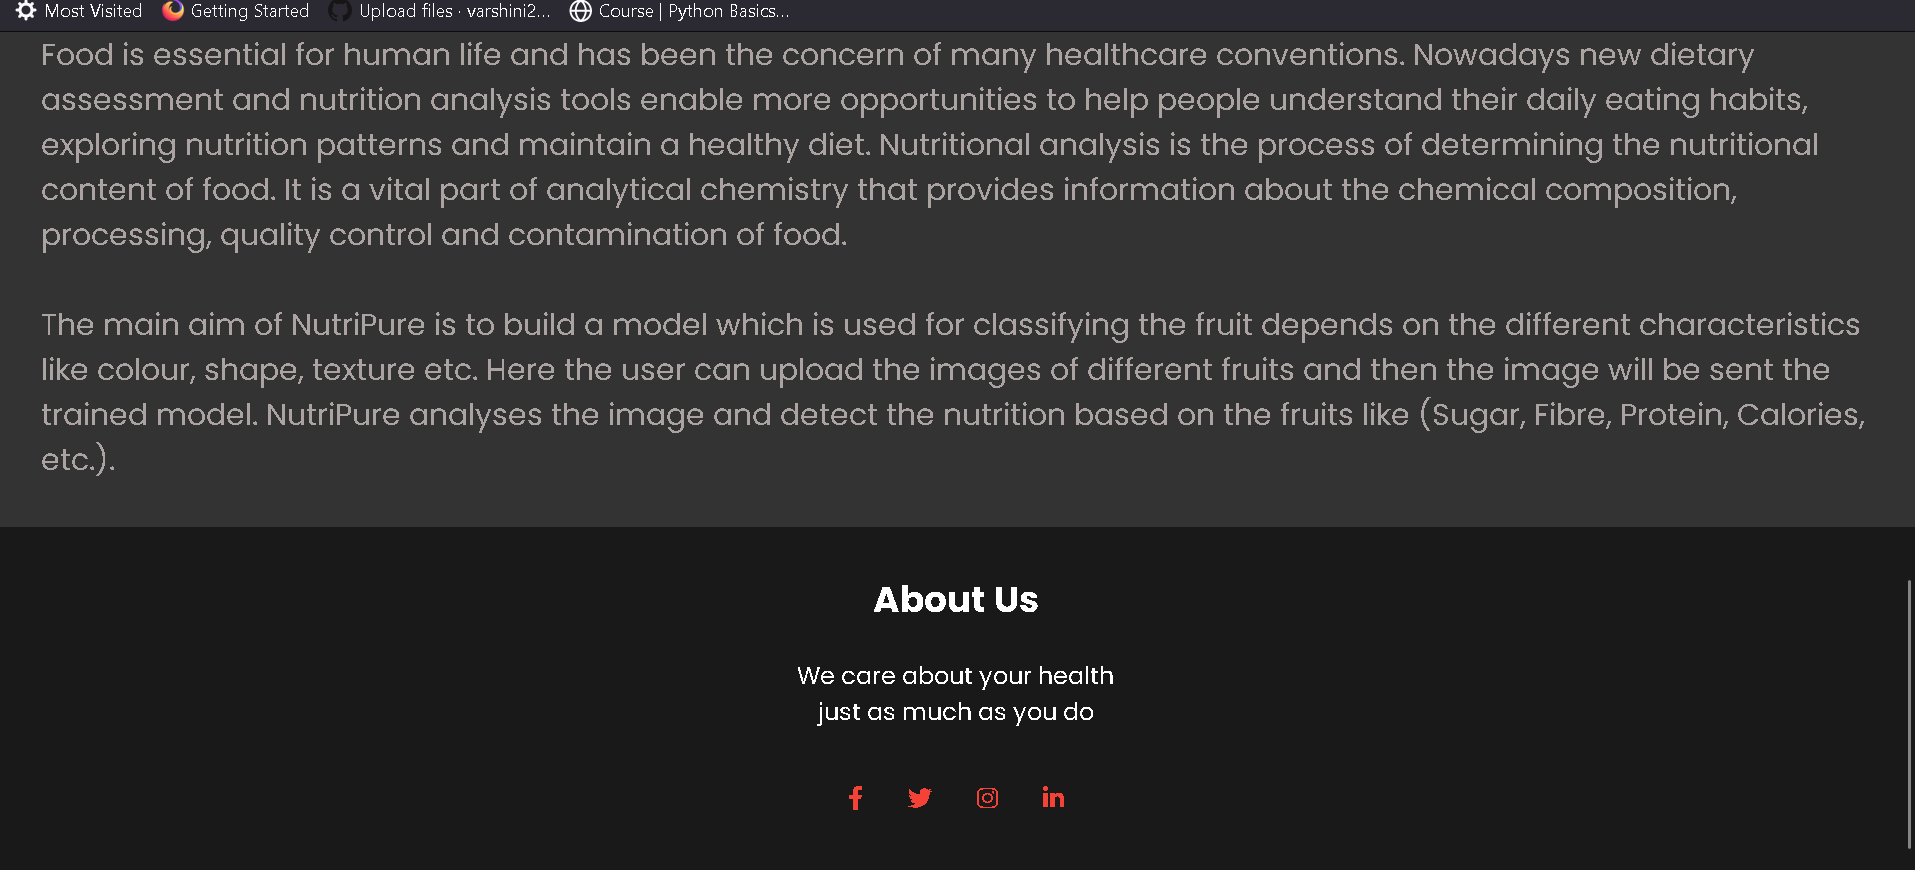 Most Visited Getting Started Upload files · varshini2... Course | Python Basics...
Food is essential for human life and has been the concern of many healthcare conventions. Nowadays new dietary
assessment and nutrition analysis tools enable more opportunities to help people understand their daily eating habits,
exploring nutrition patterns and maintain a healthy diet. Nutritional analysis is the process of determining the nutritional
content of food. It is a vital part of analytical chemistry that provides information about the chemical composition,
processing, quality control and contamination of food.
The main aim of NutriPure is to build a model which is used for classifying the fruit depends on the different characteristics
like colour, shape, texture etc. Here the user can upload the images of different fruits and then the image will be sent the
trained model. NutriPure analyses the image and detect the nutrition based on the fruits like (Sugar, Fibre, Protein, Calories,
etc.).
About Us
We care about your health
just as much as you do